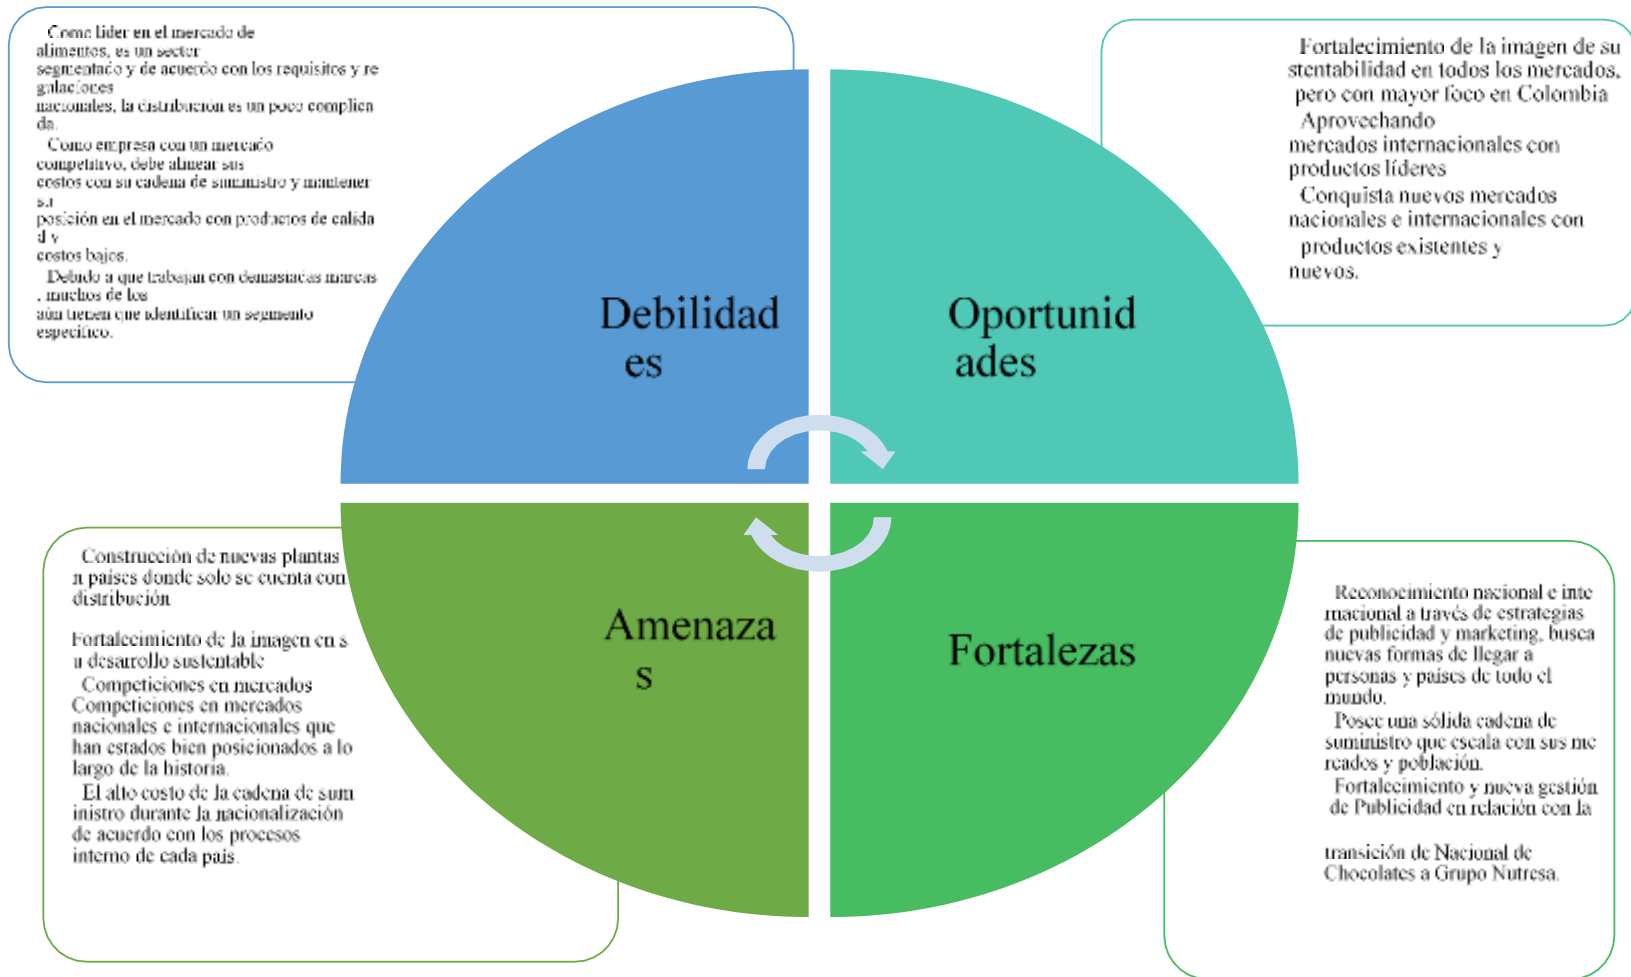 Como líder en el mercado de
alimentos, es un sector
segmentado y de acuerdo con los requisitos y re
gulaciones
nacionales, la distribución es un poco complica
da.
Como empresa con un mercado
competitivo, debe alinear sus
costos con su cadena de suministro y mantener
su
posición en el mercado con productos de calida
d y
costos bajos.
Debido a que trabajan con demasiadas marcas
, muchos de los
aún tienen que identificar un segmento
específico.
Fortalecimiento de la imagen de su
stentabilidad en todos los mercados,
pero con mayor foco en Colombia
Aprovechando
mercados internacionales con
productos líderes
Conquista nuevos mercados
nacionales e internacionales con
productos existentes y
nuevos.
Debilidad
es
Oportunid
ades
Amenaza
s
Fortalezas
Construcción de nuevas plantas
n países donde solo se cuenta con
distribución
Fortalecimiento de la imagen en s
u desarrollo sustentable
Competiciones en mercados
Competiciones en mercados
nacionales e internacionales que
han estados bien posicionados a lo
largo de la historia.
El alto costo de la cadena de sum
inistro durante la nacionalización
de acuerdo con los procesos
interno de cada país.
Reconocimiento nacional e inte
rnacional a través de estrategias
de publicidad y marketing, busca
nuevas formas de llegar a
personas y países de todo el
mundo.
Posee una sólida cadena de
suministro que escala con sus me
rcados y población.
Fortalecimiento y nueva gestión
de Publicidad en relación con la
transición de Nacional de
Chocolates a Grupo Nutresa.